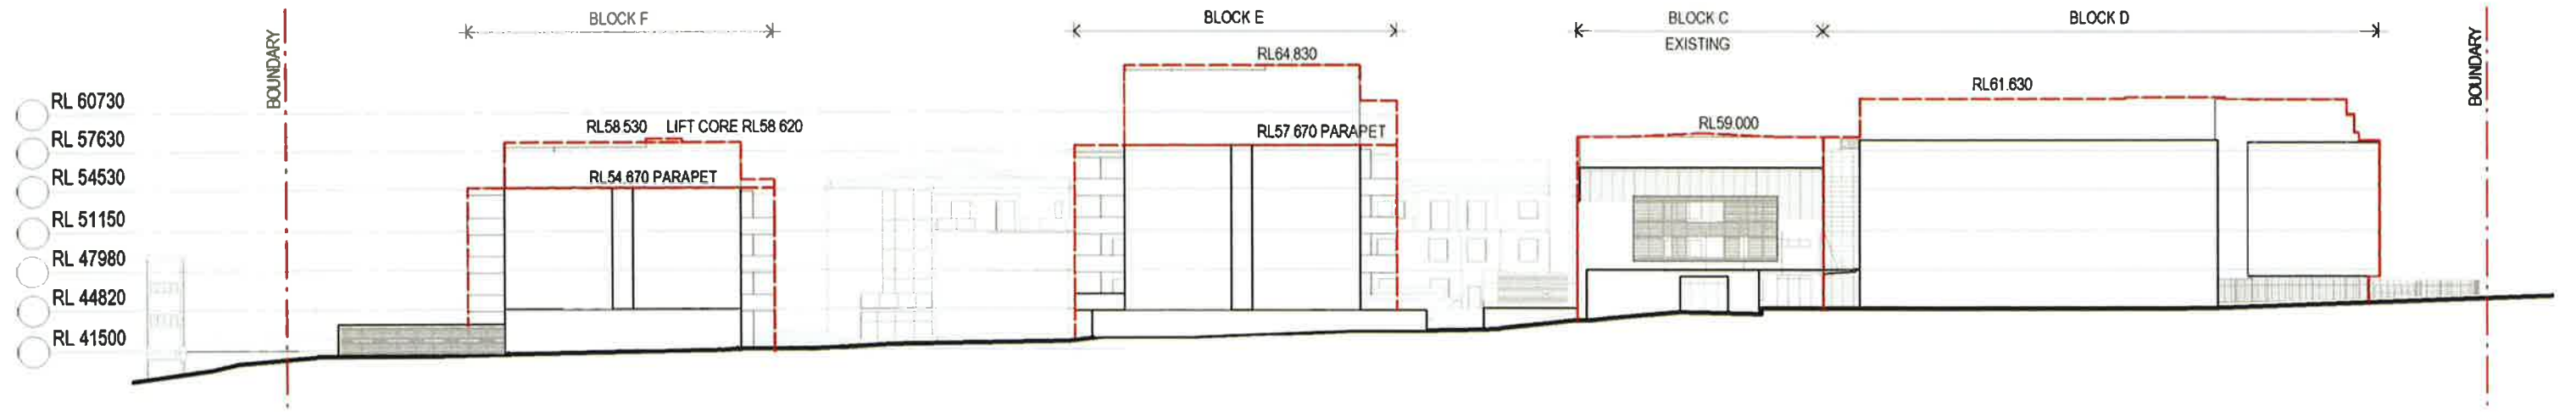 BLOCK F
BLOCK E
BLOCK C
EXISTING
BLOCK D
BOUNDARY
BOUNDARY
RL64.830
RL61.630
RL 60730
RL58 530 LIFT CORE RL58 620
RL59.000
RL57 670 PARAPET
RL 57630
RL54.670 PARAPET
RL 54530
RL 51150
RL 47980
RL 44820
RL 41500